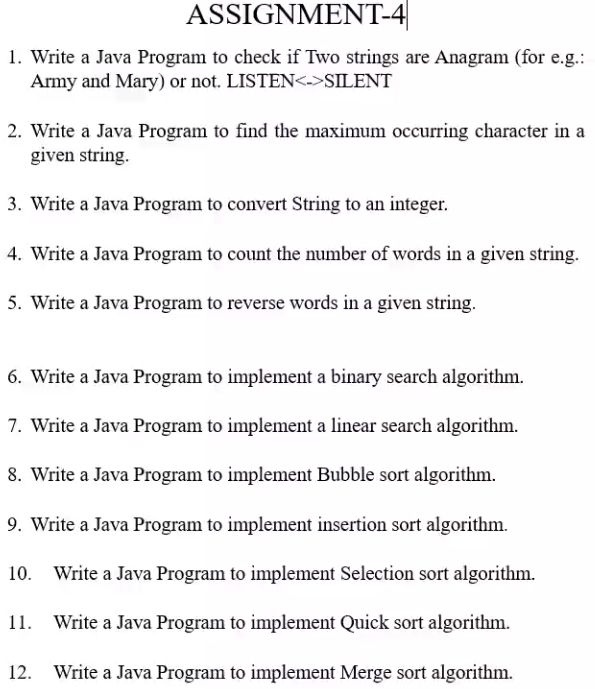 ASSIGNMENT-4
1. Write a Java Program to check if Two strings are Anagram (for e.g.:
Army and Mary) or not. LISTEN<->SILENT
2. Write a Java Program to find the maximum occurring character in a
given string.
3. Write a Java Program to convert String to an integer.
4. Write a Java Program to count the number of words in a given string.
5. Write a Java Program to reverse words in a given string.
6. Write a Java Program to implement a binary search algorithm.
7. Write a Java Program to implement a linear search algorithm.
8. Write a Java Program to implement Bubble sort algorithm.
9. Write a Java Program to implement insertion sort algorithm.
10. Write a Java Program to implement Selection sort algorithm.
11. Write a Java Program to implement Quick sort algorithm.
12. Write a Java Program to implement Merge sort algorithm.